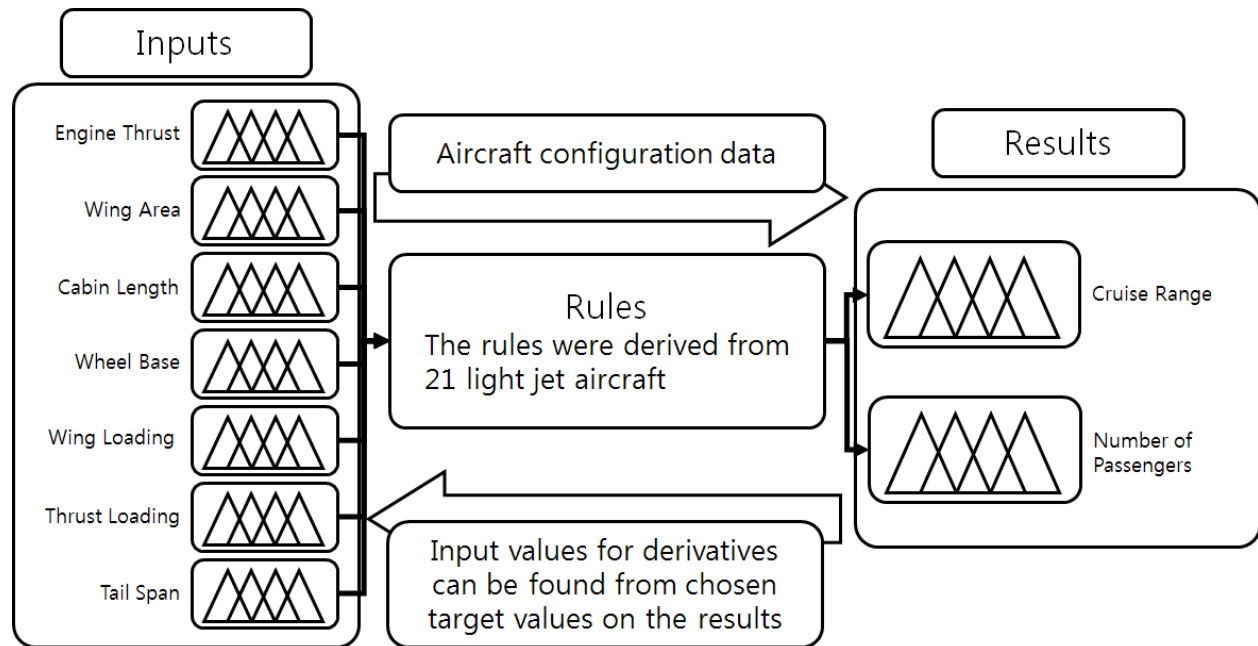 Inputs
Engine Thrust
Wing Area
Cabin Length
Wheel Base
Wing Loading
Thrust Loading
Tail Span
Aircraft configuration data
Rules
The rules were derived from
21 light jet aircraft
Input values for derivatives
can be found from chosen
target values on the results
Results
Cruise Range
Number of
Passengers